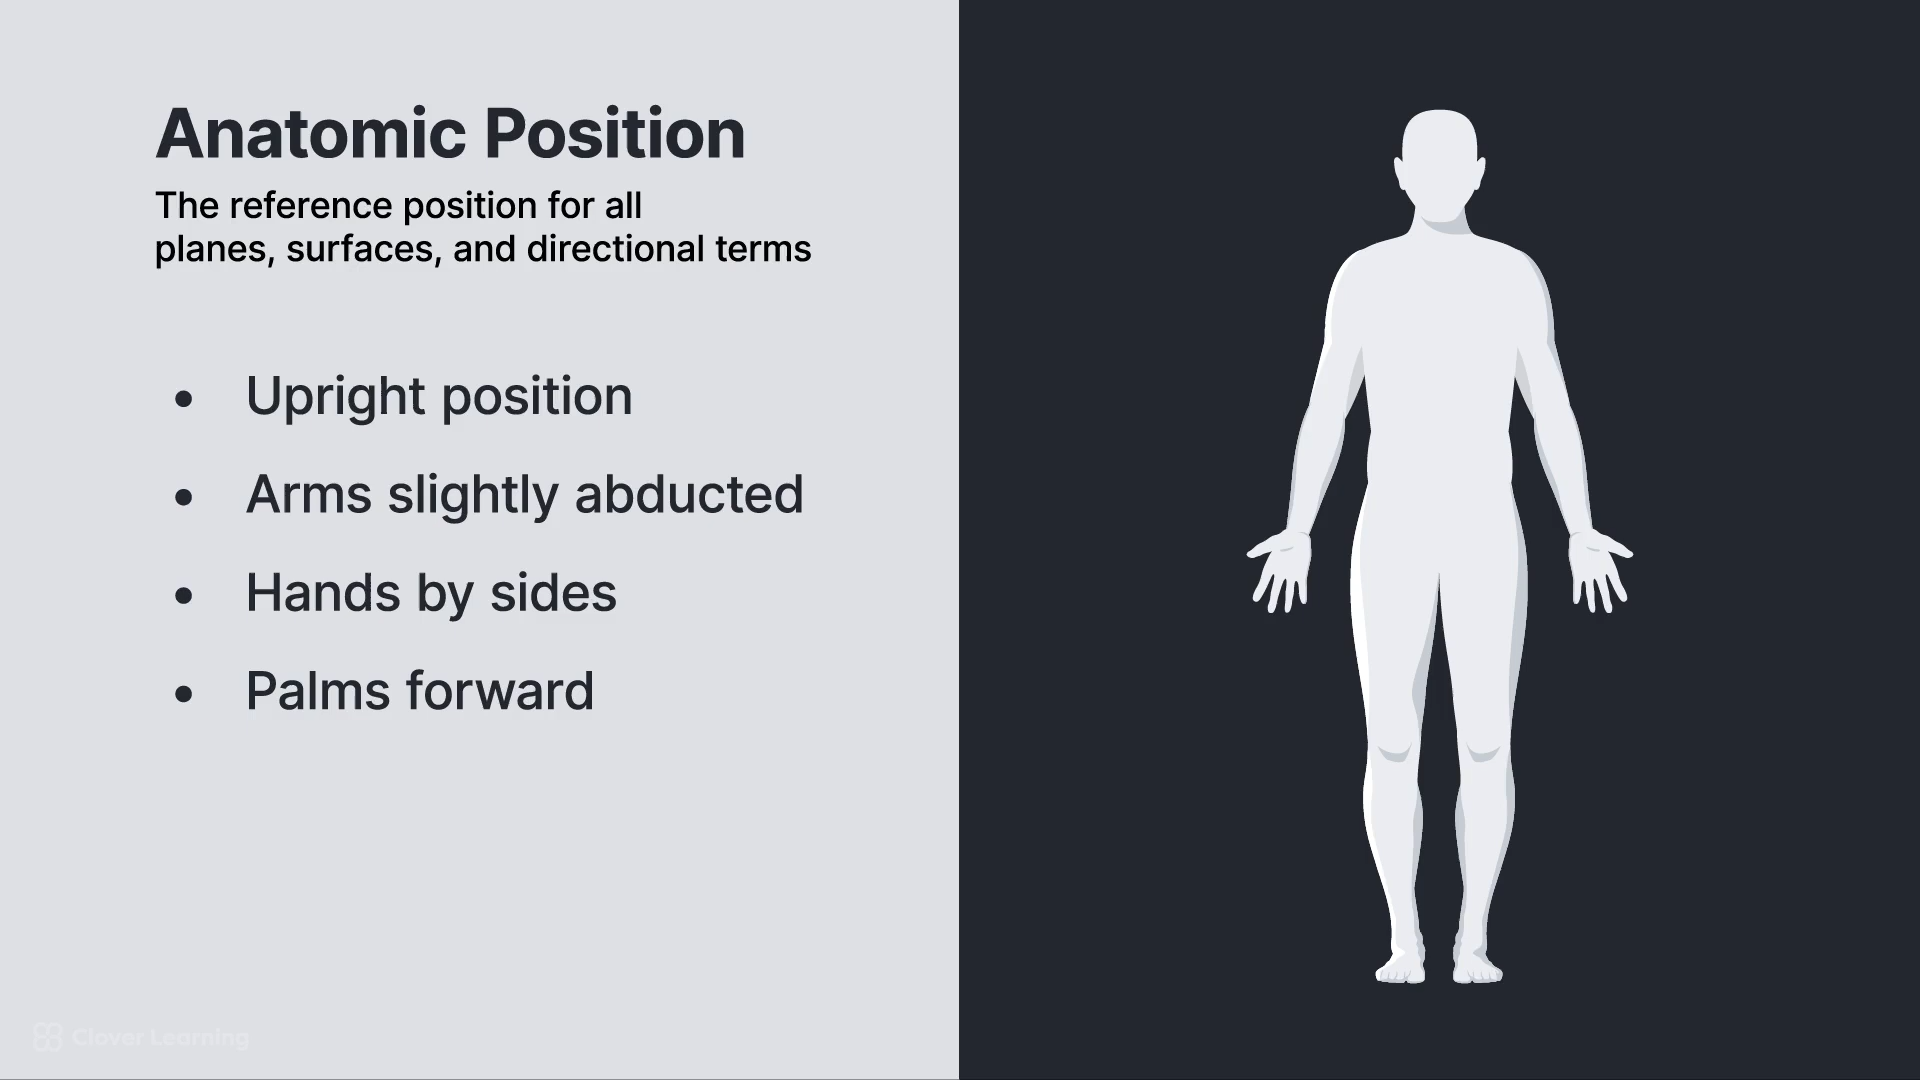 Anatomic Position
The reference position for all
planes, surfaces, and directional terms
• Upright position
• Arms slightly abducted
• Hands by sides
• Palms forward
Clover Learning